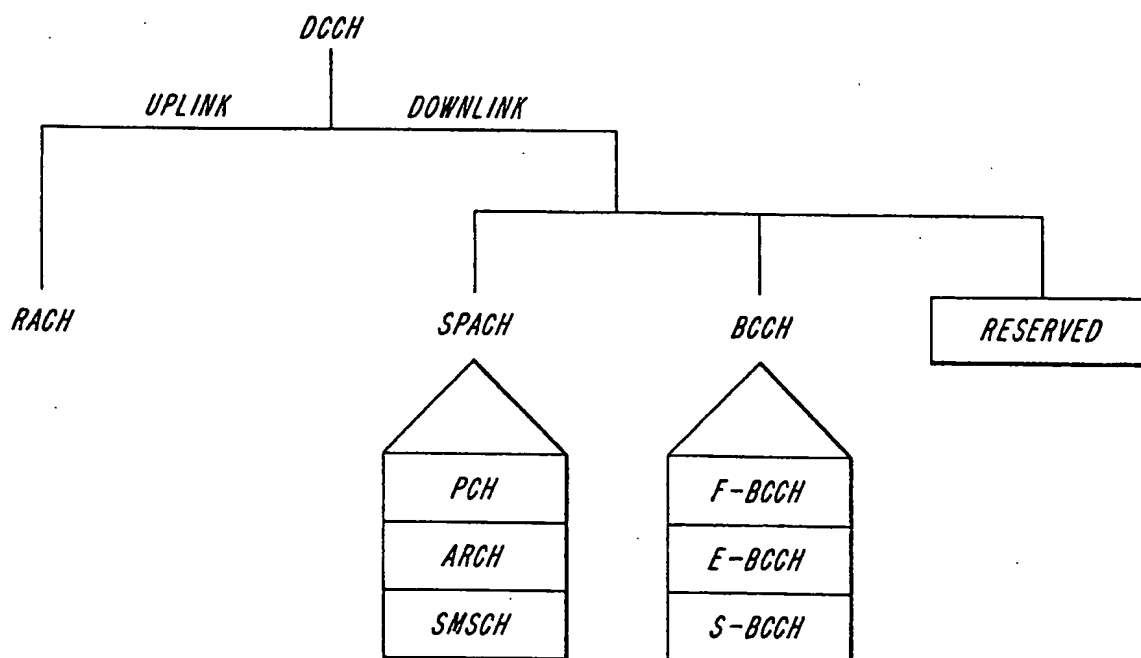 DCCH
UPLINK
DOWNLINK
RACH
SPACH
BCCH
RESERVED
PCH
F-BCCH
ARCH
E-BCCH
SMSCH
S-BCCH